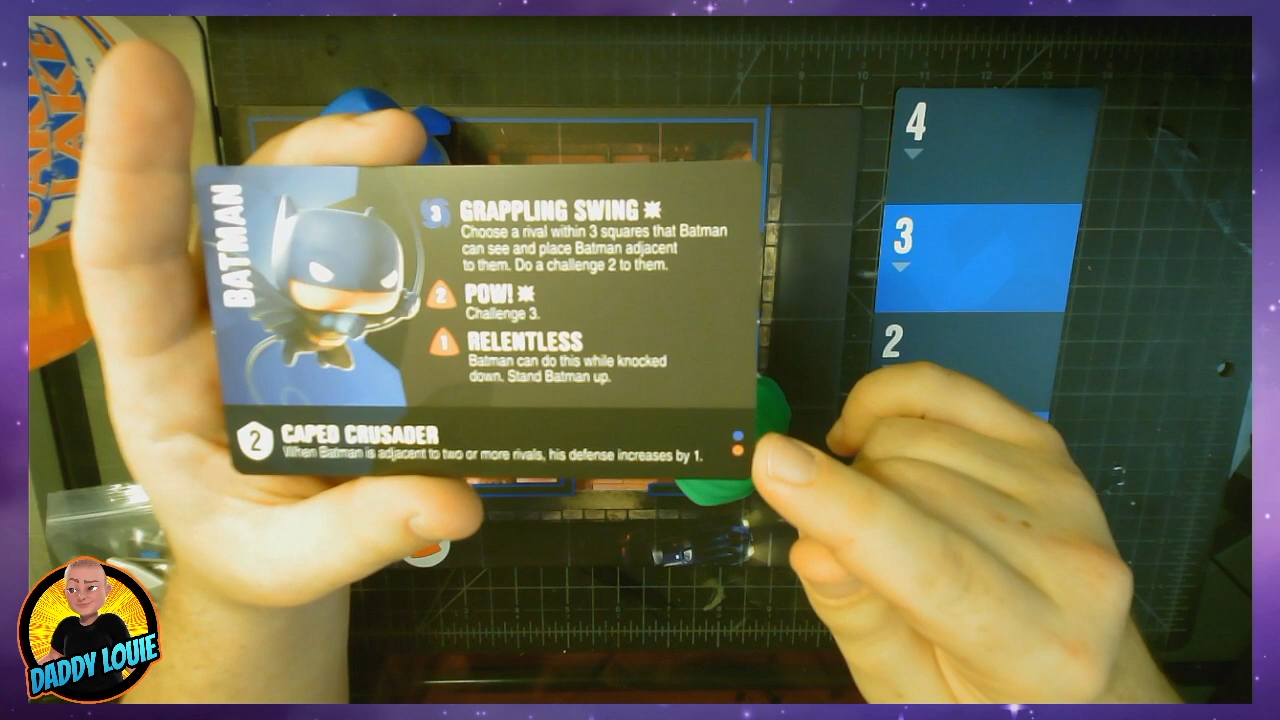 4
3
2
BATMAN
3 GRAPPLING SWING
Choose a rival within 3 squares that Batman
can see and place Batman adjacent
to them. Do a challenge 2 to them.
2 POW!
Challenge 3.
1 RELENTLESS
Batman can do this while knocked
down. Stand Batman up.
2 CAPED CRUSADER
When Batman is adjacent to two or more rivals, his defense increases by 1.
DADDY LOUIE